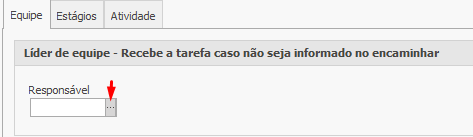 Equipe Estágios Atividade
Líder de equipe - Recebe a tarefa caso não seja informado no encaminhar
Responsável
...